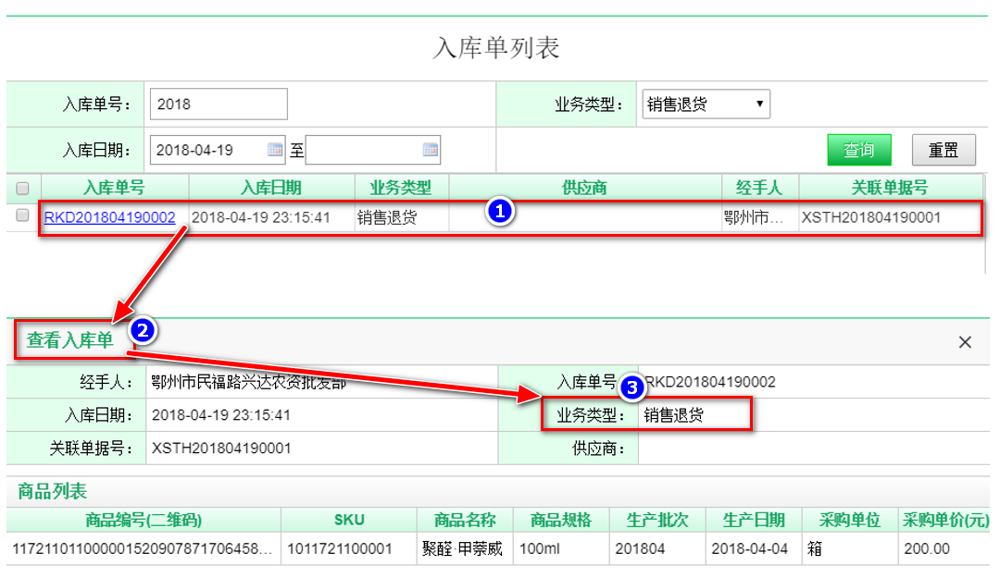 入库单列表
入库单号： 2018 业务类型： 销售退货
入库日期： 2018-04-19 至 查询 重置
入库单号 入库日期 业务类型 供应商 经手人 关联单据号
RKD201804190002 2018-04-19 23:15:41 销售退货 1 鄂州市... XSTH201804190001
查看入库单 2
经手人： 鄂州市民福路兴达农资批发部 入库单号 3 RKD201804190002
入库日期： 2018-04-19 23:15:41 业务类型： 销售退货
关联单据号： XSTH201804190001 供应商：
商品列表
商品编号(二维码) SKU 商品名称 商品规格 生产批次 生产日期 采购单位 采购单价(元)
11721101100000152090787170645​8... 1011721100001 聚醛·甲萘威 100ml 201804 2018-04-04 箱 200.00